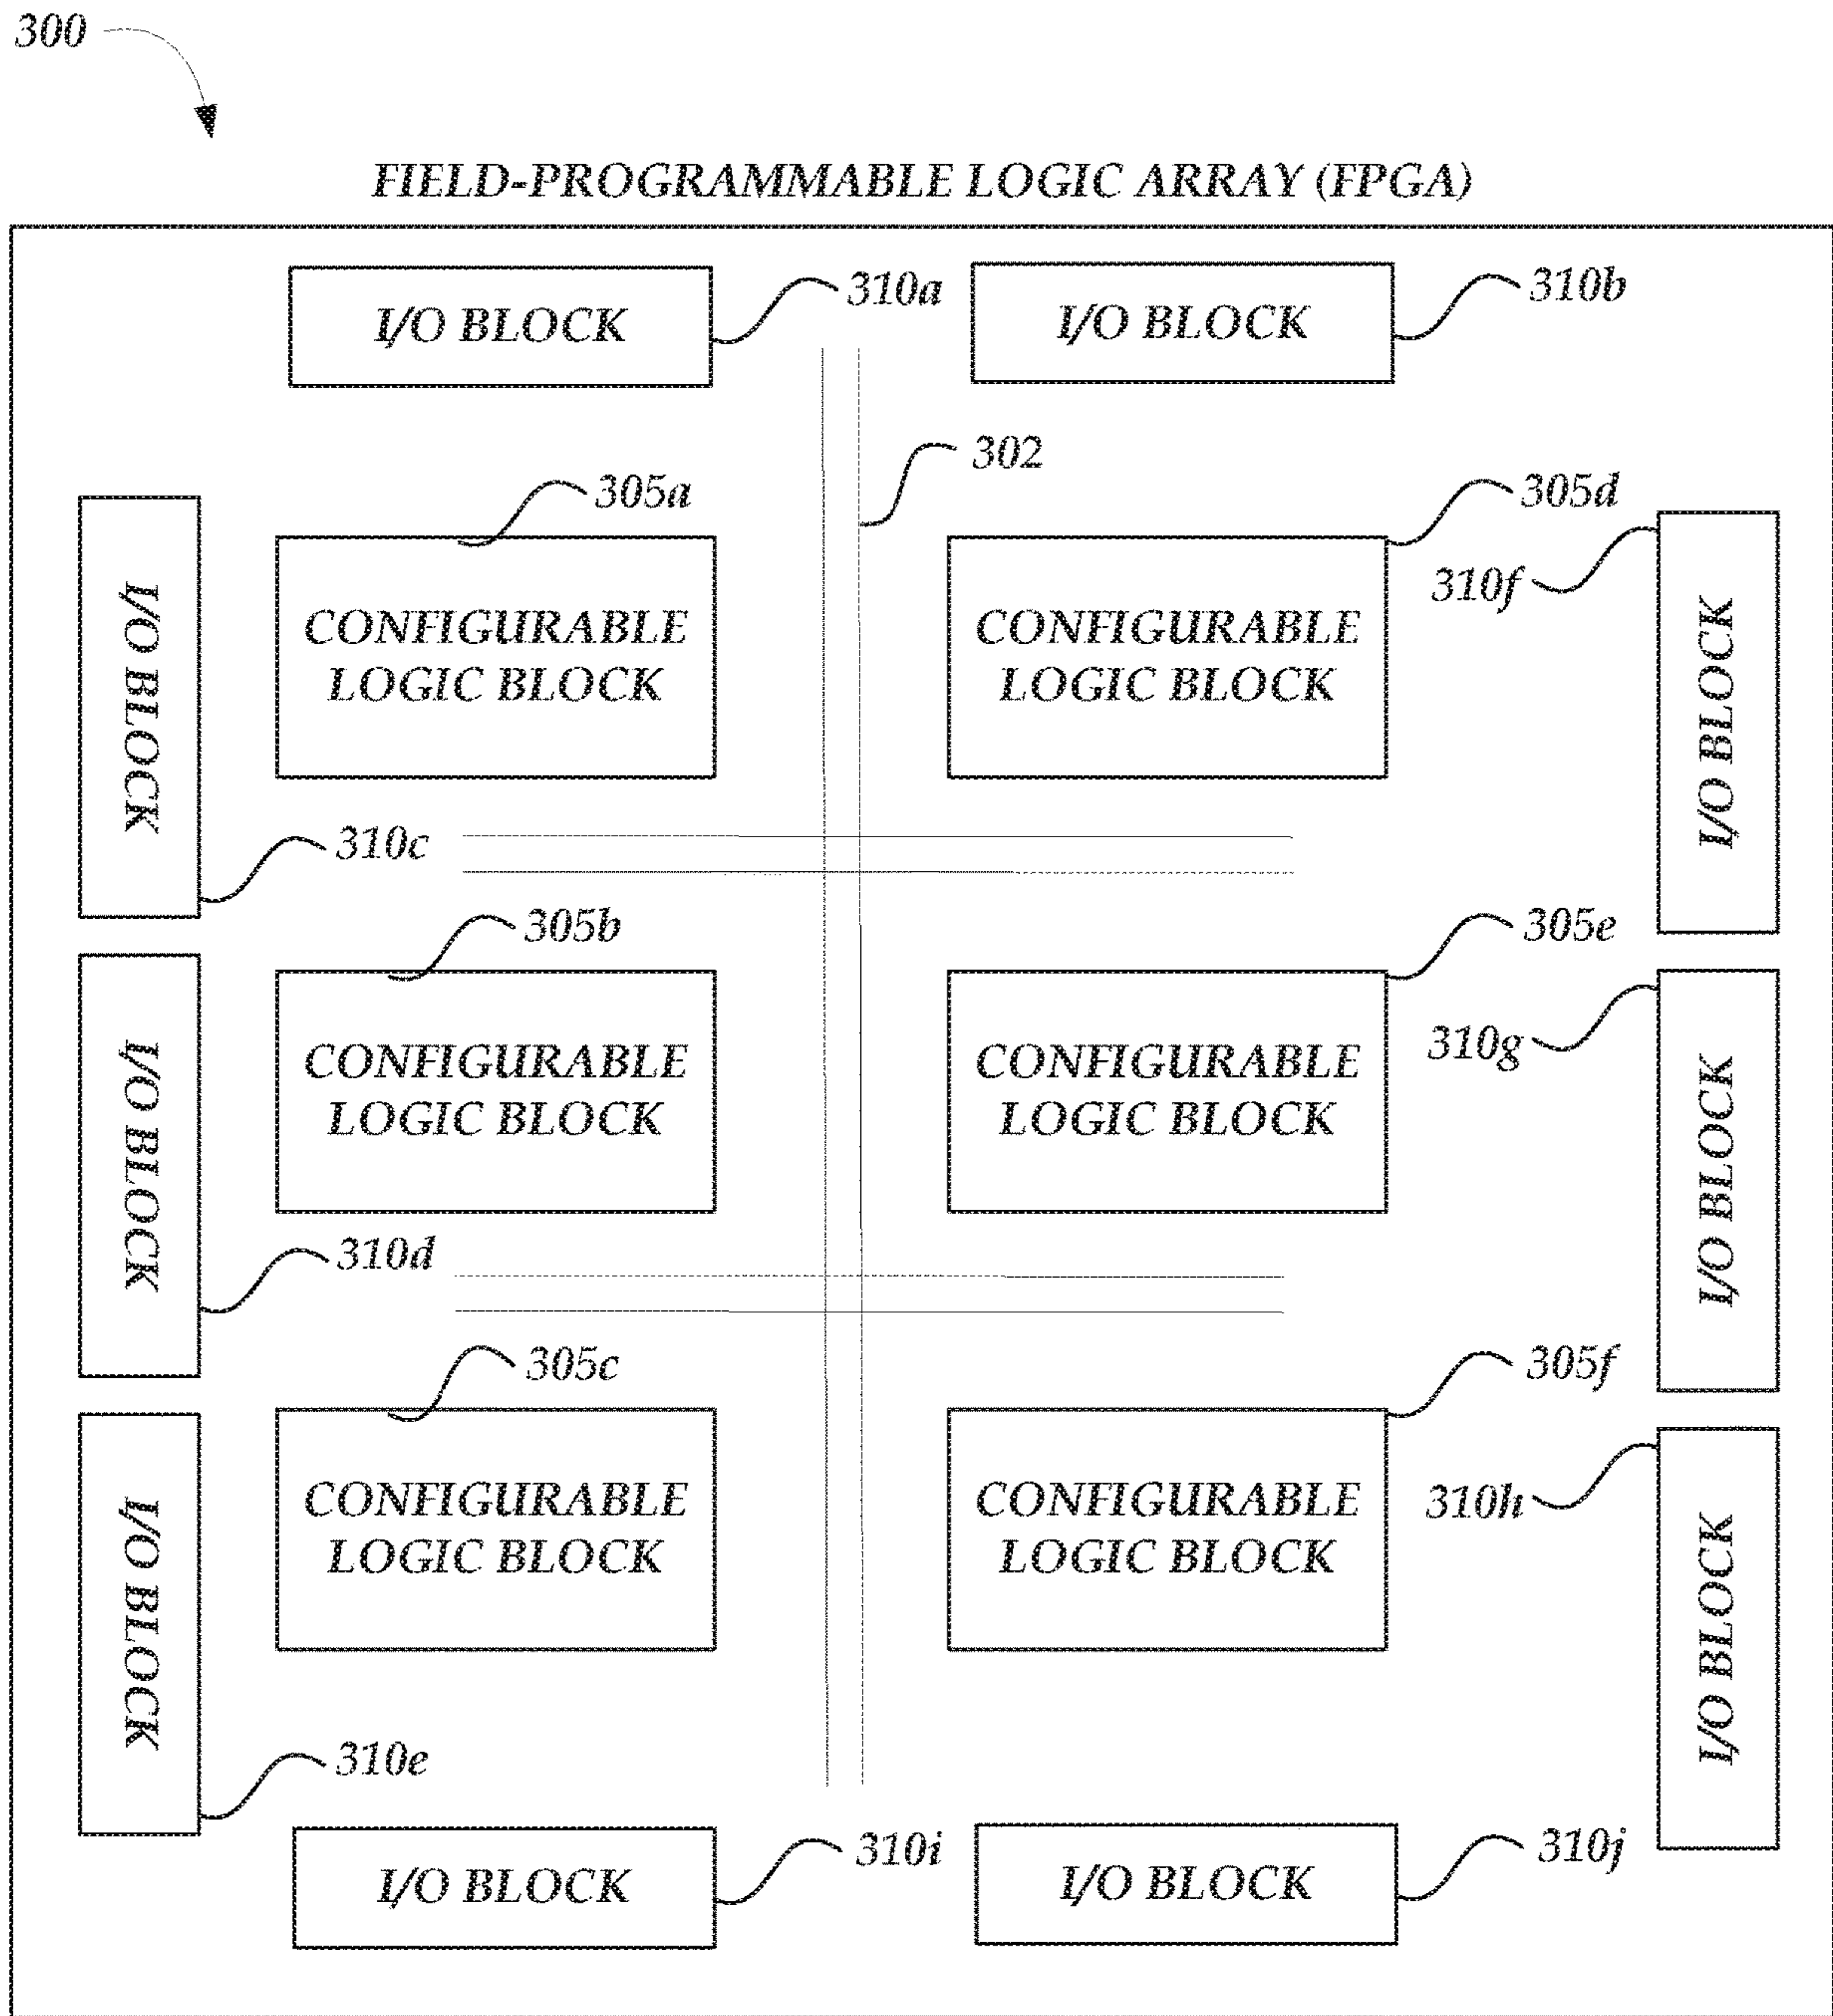 300
FIELD-PROGRAMMABLE LOGIC ARRAY (FPGA)
I/O BLOCK
310a
I/O BLOCK
310b
302
305a
305d
I/O BLOCK
CONFIGURABLE
LOGIC BLOCK
CONFIGURABLE
LOGIC BLOCK
310f
I/O BLOCK
310c
305b
305e
I/O BLOCK
CONFIGURABLE
LOGIC BLOCK
CONFIGURABLE
LOGIC BLOCK
310g
I/O BLOCK
310d
305c
305f
I/O BLOCK
CONFIGURABLE
LOGIC BLOCK
CONFIGURABLE
LOGIC BLOCK
310h
I/O BLOCK
310e
I/O BLOCK
310i
I/O BLOCK
310j